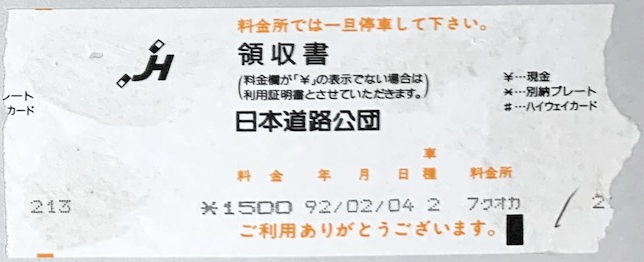 料金所では一旦停車して下さい。
JH
領収書
(料金欄が「¥」の表示でない場合は
利用証明書とさせていただきます。)
¥…現金
*…別納プレート
#…ハイウェイカード
レート
カード
日本道路公団
料金 年 月 日 車種 料金所
213 ¥1500 92/02/04 2 フクオカ
ご利用ありがとうございます。